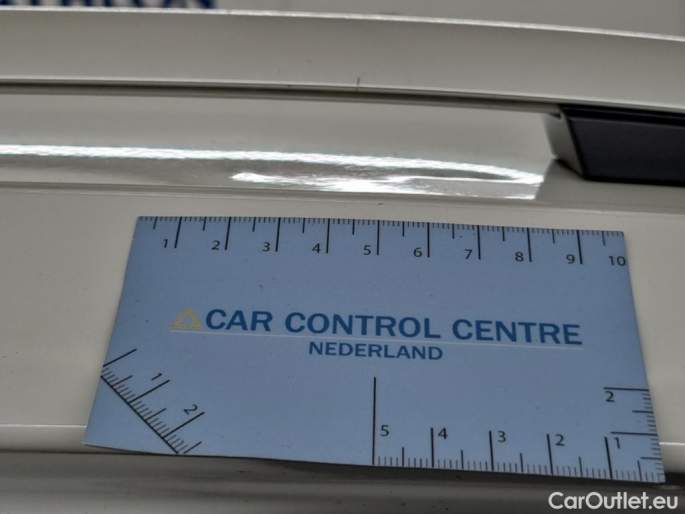 1 2 3 4 5 6 7 8 9 10
CAR CONTROL CENTRE
NEDERLAND
1
2
2
5 4 3 2 1
CarOutlet.eu